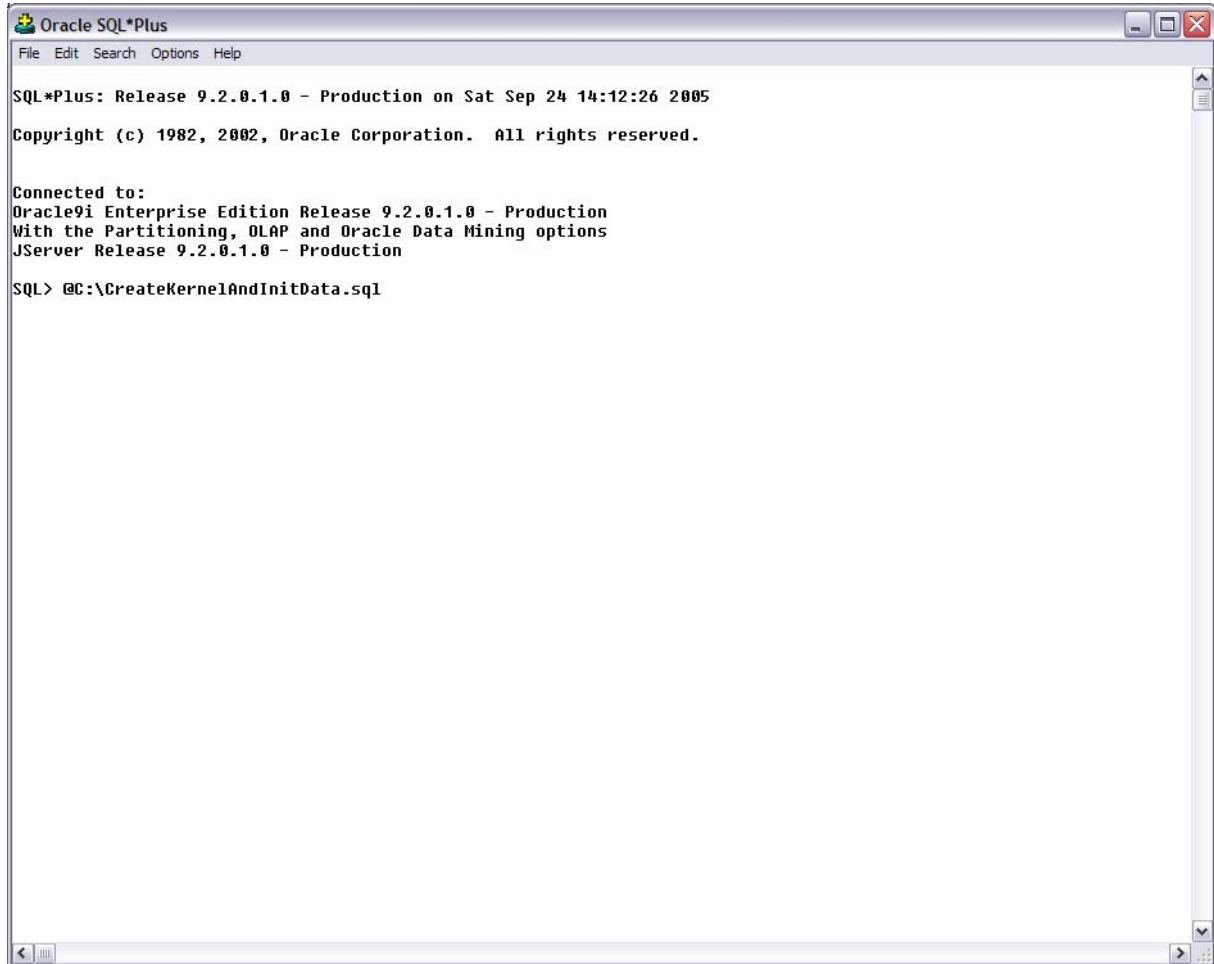 Oracle SQL*Plus
File Edit Search Options Help
SQL*Plus: Release 9.2.0.1.0 - Production on Sat Sep 24 14:12:26 2005
Copyright (c) 1982, 2002, Oracle Corporation.  All rights reserved.
Connected to:
Oracle9i Enterprise Edition Release 9.2.0.1.0 - Production
With the Partitioning, OLAP and Oracle Data Mining options
JServer Release 9.2.0.1.0 - Production
SQL> @C:\CreateKernelAndInitData.sql